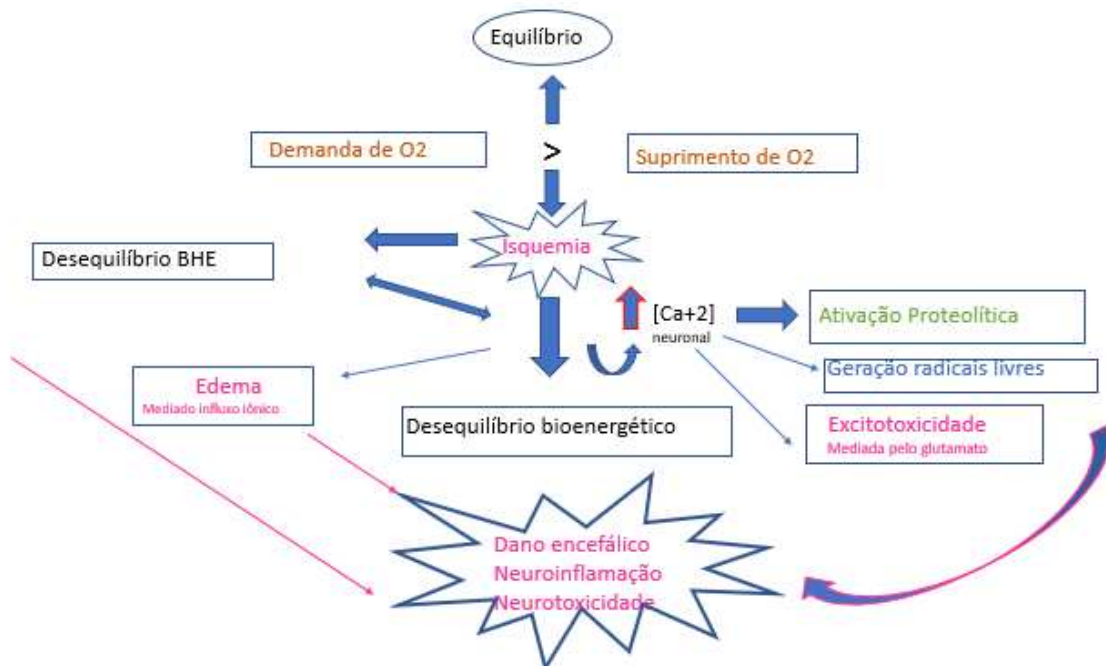 Equilíbrio
Demanda de O2
>
Suprimento de O2
Isquemia
Desequilíbrio BHE
[Ca+2]
neuronal
Ativação Proteolítica
Geração radicais livres
Edema
Mediado influxo iônico
Desequilíbrio bioenergético
Excitotoxicidade
Mediada pelo glutamato
Dano encefálico
Neuroinflamação
Neurotoxicidade